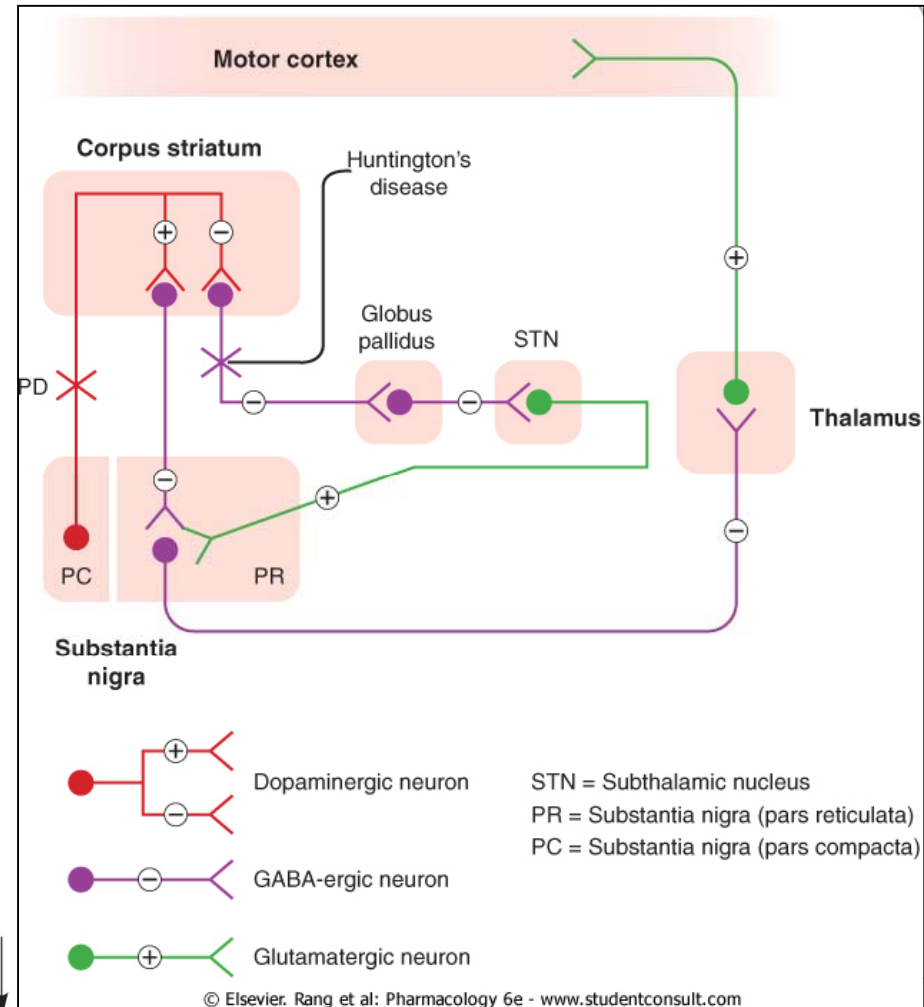 Motor cortex
Corpus striatum
Huntington's
disease
+
−
Globus
pallidus
STN
+
PD
−
−
Thalamus
−
+
−
PC
PR
Substantia
nigra
+
Dopaminergic neuron
−
STN = Subthalamic nucleus
PR = Substantia nigra (pars reticulata)
PC = Substantia nigra (pars compacta)
−
GABA-ergic neuron
+
Glutamatergic neuron
© Elsevier. Rang et al: Pharmacology 6e - www.studentconsult.com